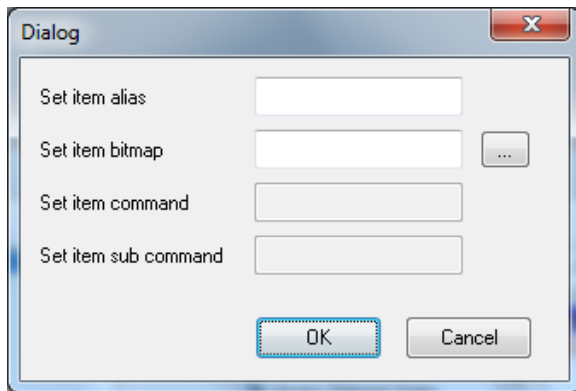 Dialog
Set item alias
Set item bitmap
...
Set item command
Set item sub command
OK
Cancel